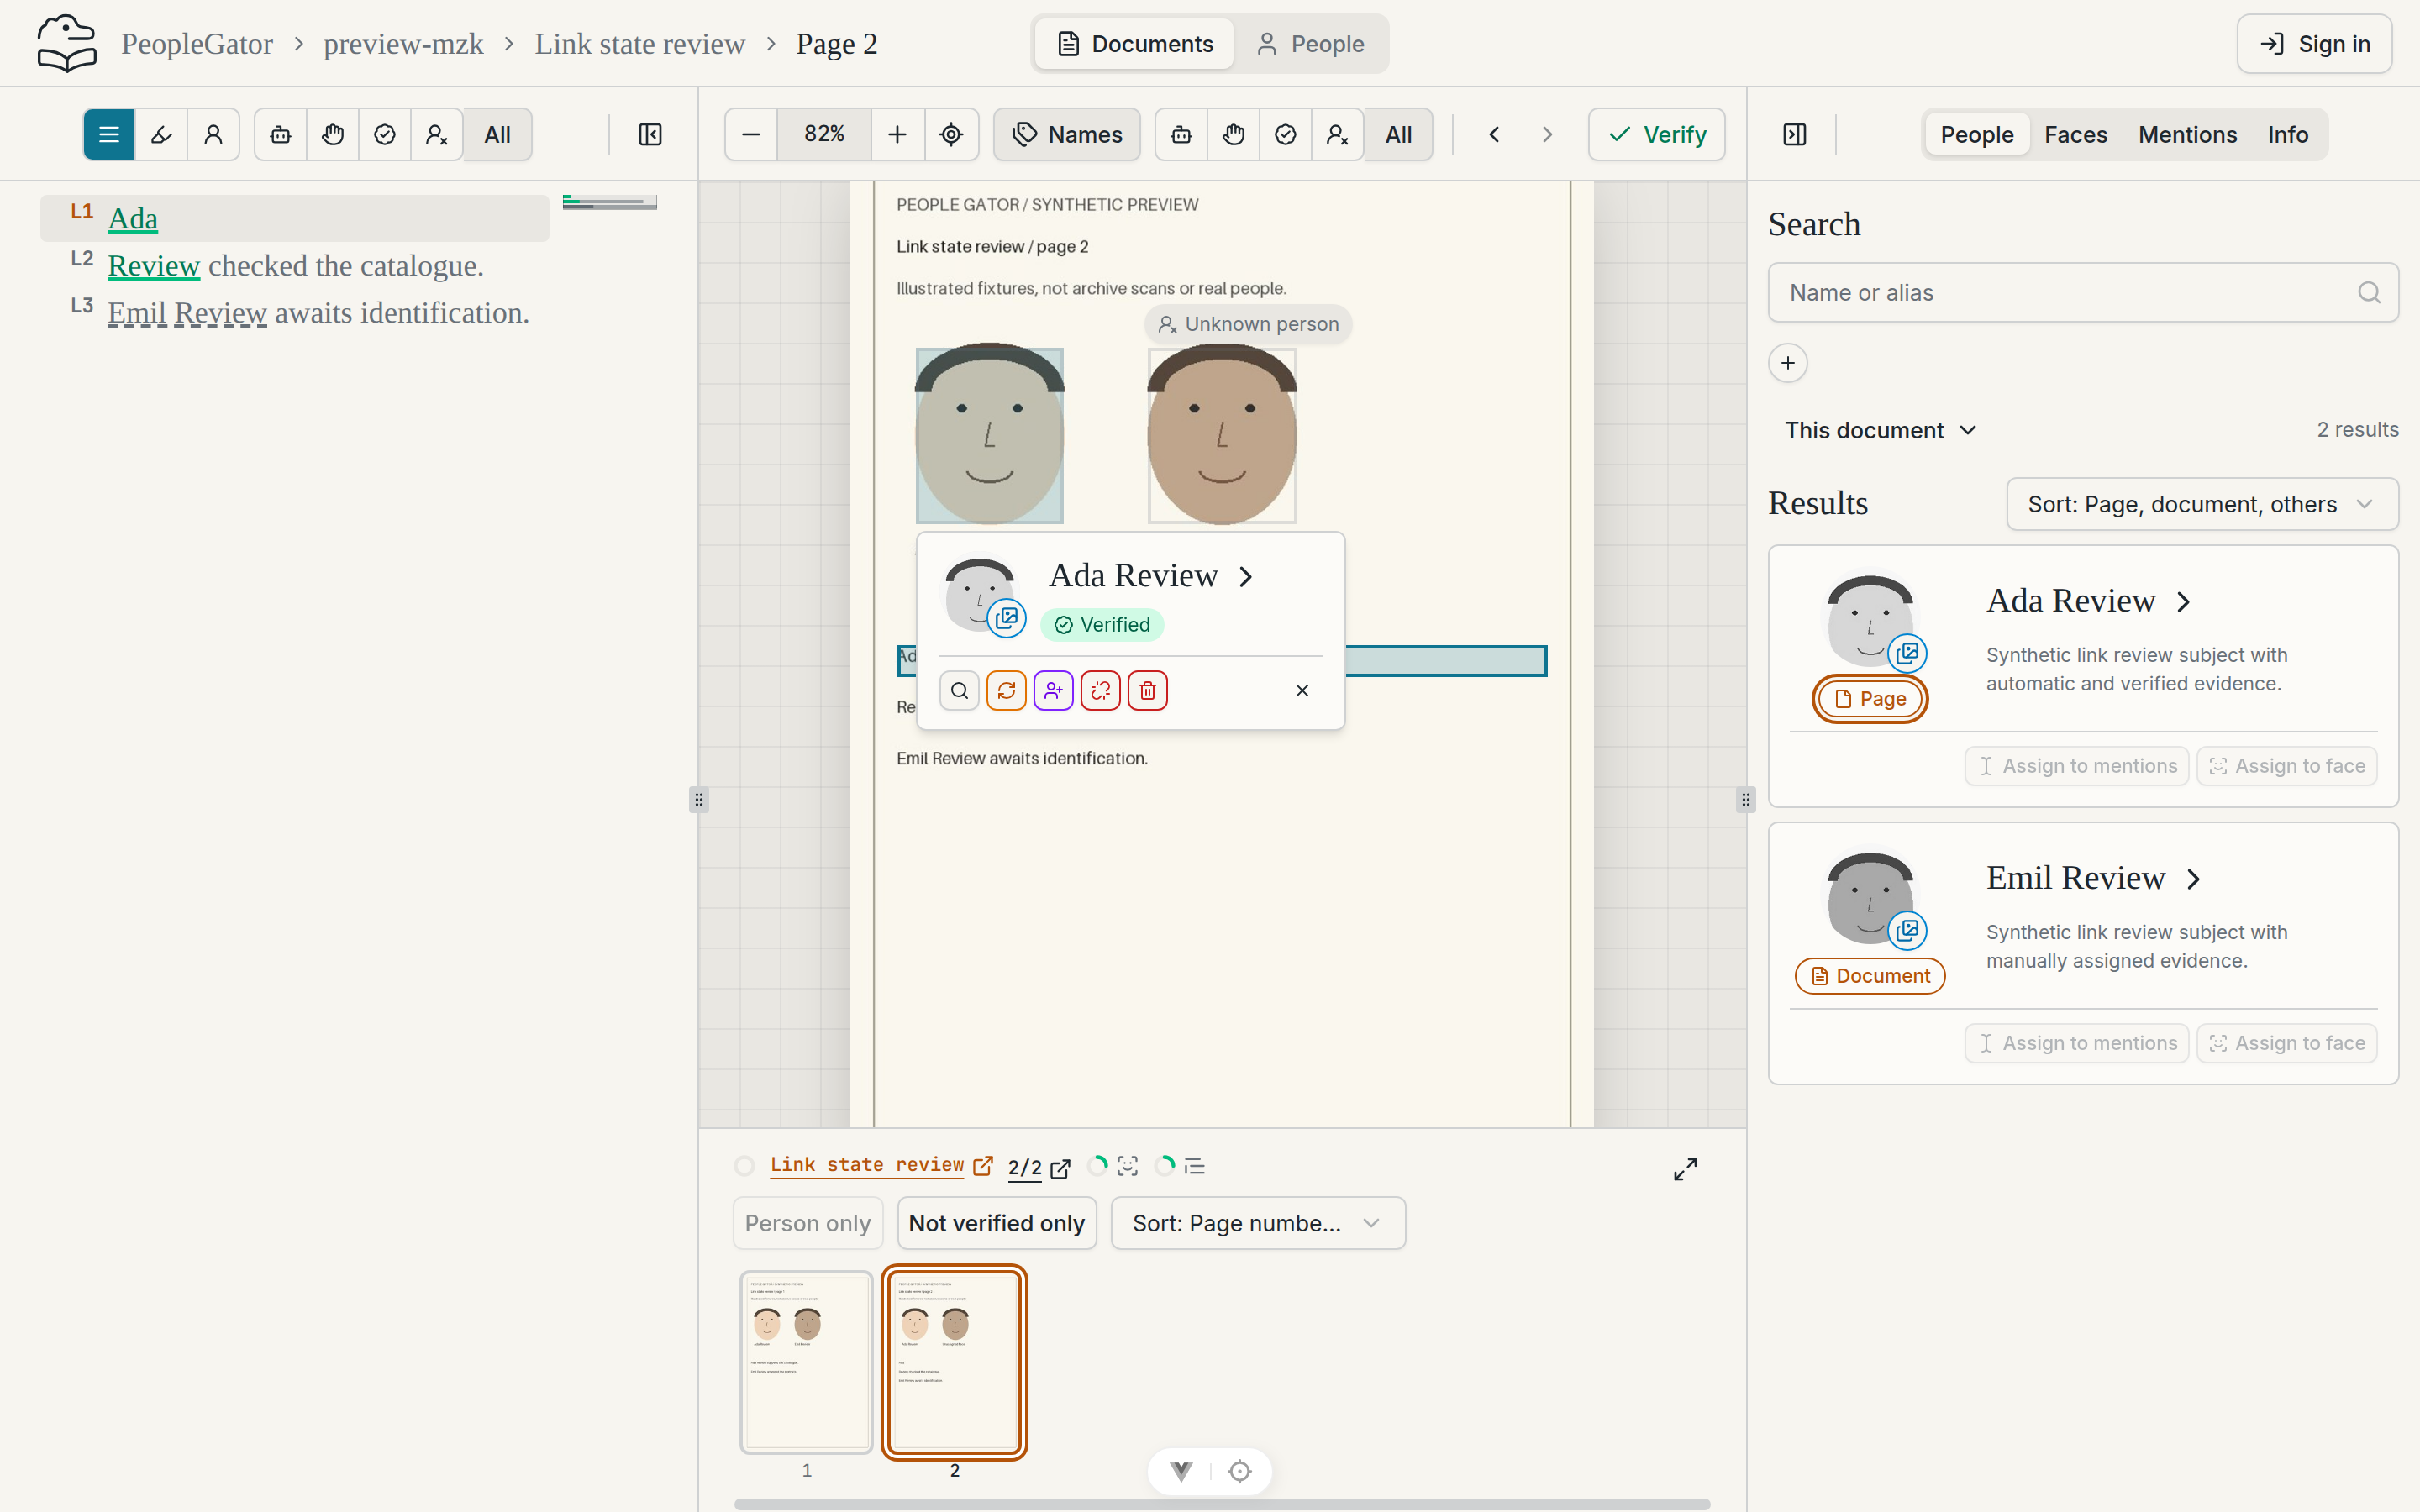 PeopleGator > preview-mzk > Link state review > Page 2
Documents
People
Sign in
All
82%
Names
All
Verify
People
Faces
Mentions
Info
L1 Ada
L2 Review checked the catalogue.
L3 Emil Review awaits identification.
PEOPLE GATOR / SYNTHETIC PREVIEW
Link state review / page 2
Illustrated fixtures, not archive scans or real people.
Unknown person
Ada Review
Verified
Ad
Re
Emil Review awaits identification.
Link state review
2/2
Person only
Not verified only
Sort: Page numbe...
1
2
Search
Name or alias
This document
2 results
Results
Sort: Page, document, others
Ada Review
Synthetic link review subject with
automatic and verified evidence.
Page
Assign to mentions
Assign to face
Emil Review
Synthetic link review subject with
manually assigned evidence.
Document
Assign to mentions
Assign to face